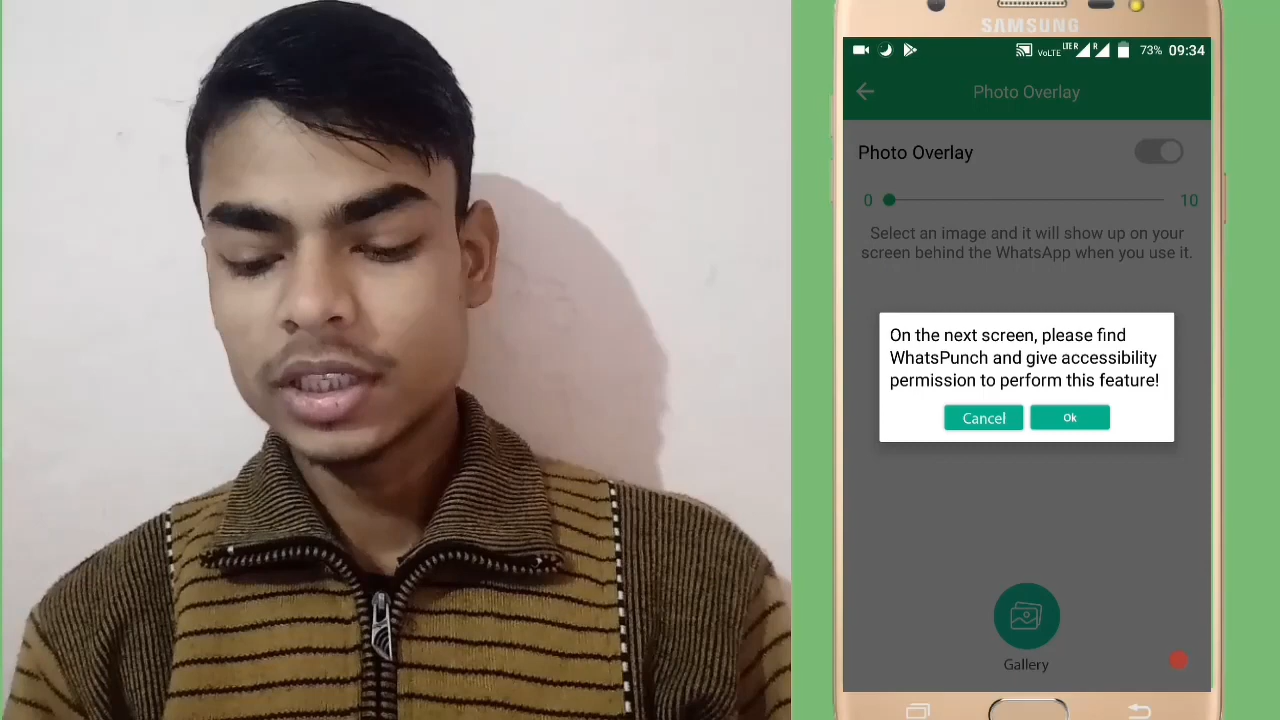 SAMSUNG
VoLTE LTE R R 73% 09:34
Photo Overlay
Photo Overlay
0 10
Select an image and it will show up on your
screen behind the WhatsApp when you use it.
On the next screen, please find
WhatsPunch and give accessibility
permission to perform this feature!
Cancel Ok
Gallery